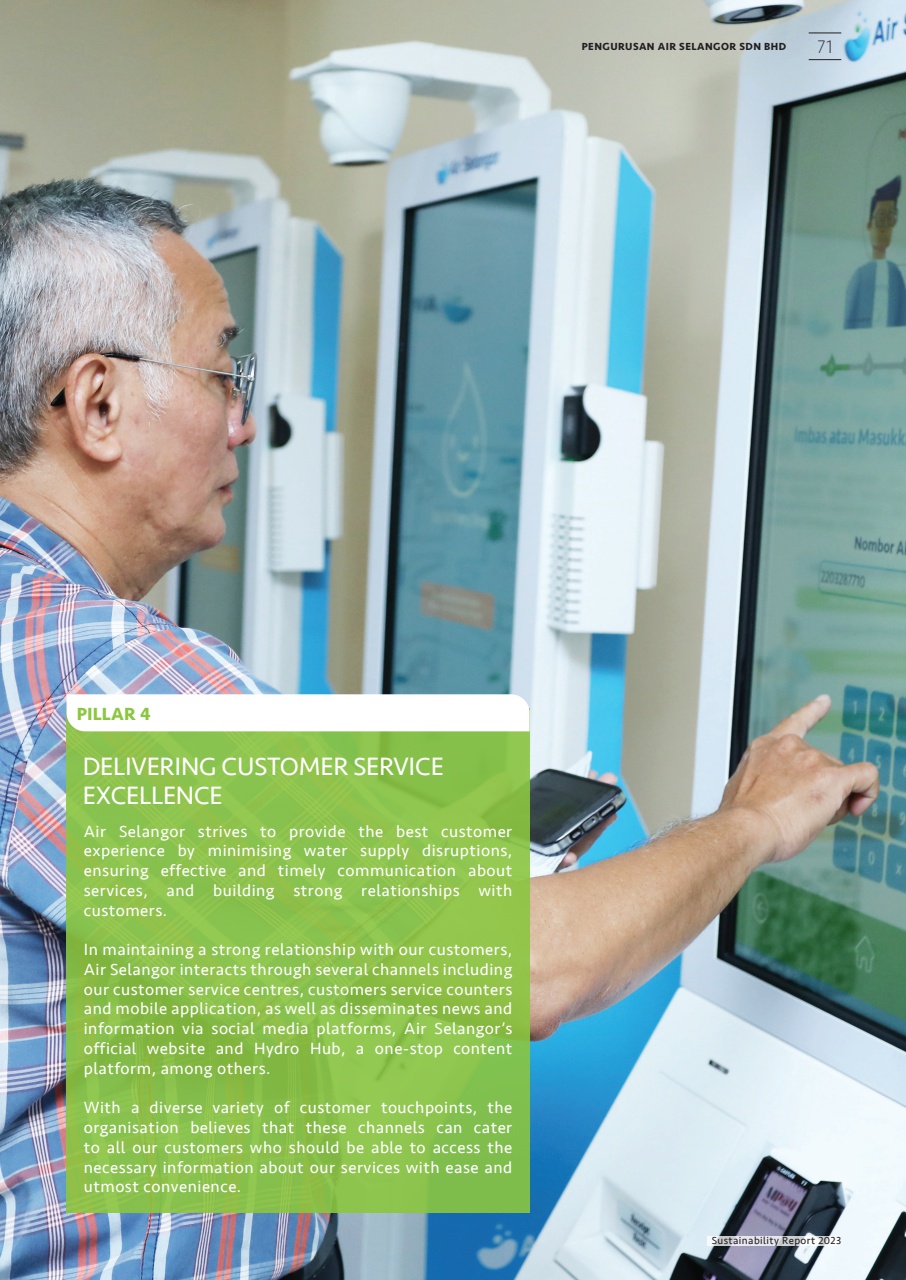 PENGURUSAN AIR SELANGOR SDN BHD
71
Air S
Air Selangor
Imbas atau Masukk
Nombor Ak
2203287710
1 2
0
PILLAR 4
DELIVERING CUSTOMER SERVICE
EXCELLENCE
Air Selangor strives to provide the best customer
experience by minimising water supply disruptions,
ensuring effective and timely communication about
services, and building strong relationships with
customers.
In maintaining a strong relationship with our customers,
Air Selangor interacts through several channels including
our customer service centres, customers service counters
and mobile application, as well as disseminates news and
information via social media platforms, Air Selangor's
official website and Hydro Hub, a one-stop content
platform, among others.
With a diverse variety of customer touchpoints, the
organisation believes that these channels can cater
to all our customers who should be able to access the
necessary information about our services with ease and
utmost convenience.
Sustainability Report 2023